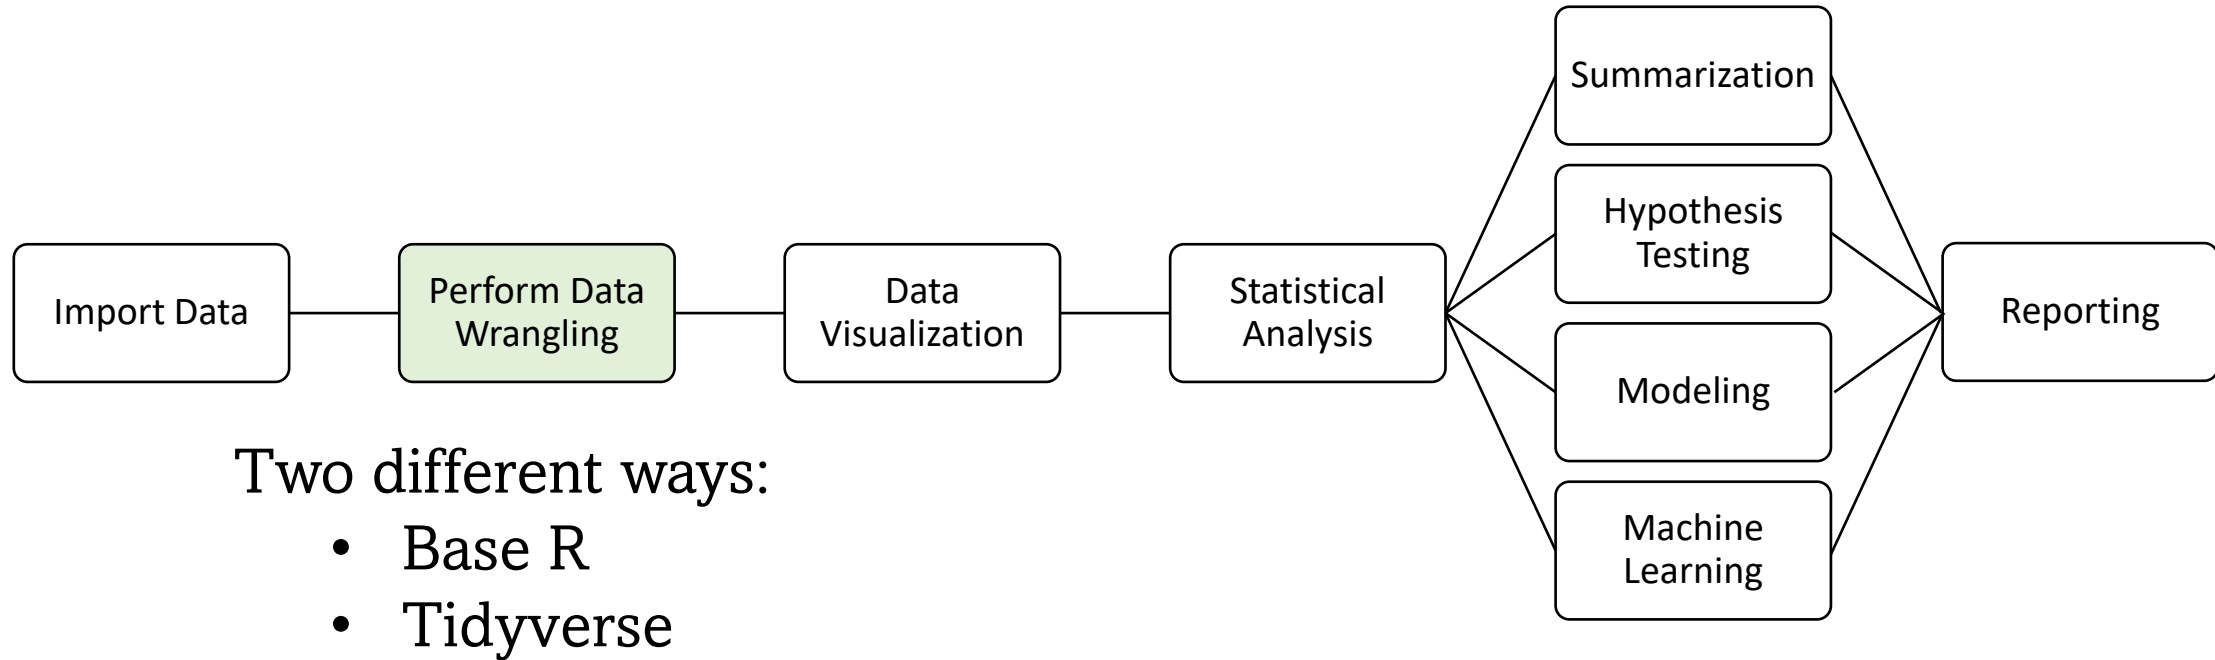 Import Data
Perform Data
Wrangling
Data
Visualization
Statistical
Analysis
Summarization
Hypothesis
Testing
Modeling
Machine
Learning
Reporting
Two different ways:
• Base R
• Tidyverse